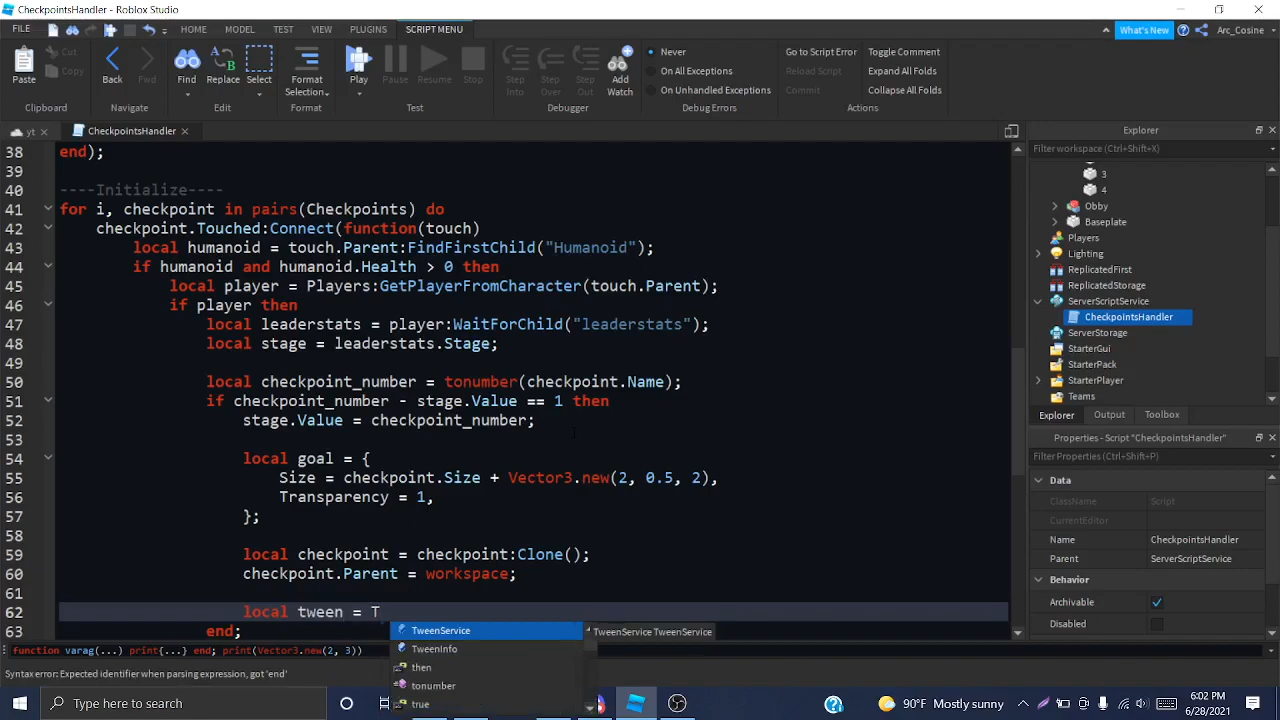 CheckpointsHandler - Roblox Studio
FILE HOME MODEL TEST VIEW PLUGINS SCRIPT MENU What's New Arc_Cosine
Paste Cut Copy Back Fwd Find Replace Select Format Selection Play Pause Resume Stop Step Into Step Over Step Out Add Watch Never On All Exceptions On Unhandled Exceptions Go to Script Error Reload Script Commit Toggle Comment Expand All Folds Collapse All Folds
Clipboard Navigate Edit Format Test Debugger Debug Errors Actions
yt CheckpointsHandler
38 end);
39
40 ----Initialize----
41 for i, checkpoint in pairs(Checkpoints) do
42 checkpoint.Touched:Connect(function(touch)
43 local humanoid = touch.Parent:FindFirstChild("Humanoid");
44 if humanoid and humanoid.Health > 0 then
45 local player = Players:GetPlayerFromCharacter(touch.Parent);
46 if player then
47 local leaderstats = player:WaitForChild("leaderstats");
48 local stage = leaderstats.Stage;
49
50 local checkpoint_number = tonumber(checkpoint.Name);
51 if checkpoint_number - stage.Value == 1 then
52 stage.Value = checkpoint_number;
53
54 local goal = {
55 Size = checkpoint.Size + Vector3.new(2, 0.5, 2),
56 Transparency = 1,
57 };
58
59 local checkpoint = checkpoint:Clone();
60 checkpoint.Parent = workspace;
61
62 local tween = T
63 end;
TweenService
TweenInfo
then
tonumber
true
TweenService TweenService
function varag(...) print{...} end; print(Vector3.new(2, 3))
Syntax error: Expected identifier when parsing expression, got 'end'
Explorer
Filter workspace (Ctrl+Shift+X)
3
4
Obby
Baseplate
Players
Lighting
ReplicatedFirst
ReplicatedStorage
ServerScriptService
CheckpointsHandler
ServerStorage
StarterGui
StarterPack
StarterPlayer
Teams
Explorer Output Toolbox
Properties - Script "CheckpointsHandler"
Filter Properties (Ctrl+Shift+P)
Data
ClassName Script
CurrentEditor
Name CheckpointsHandler
Parent ServerScriptService
Behavior
Archivable
Disabled
Type here to search
90°F Mostly sunny
6:02 PM
6/28/2021